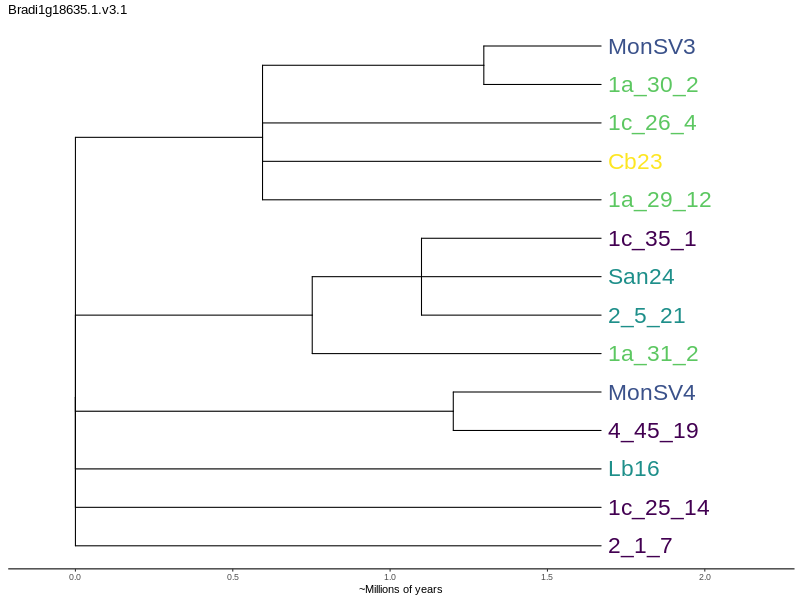 Bradi1g18635.1.v3.1
MonSV3
1a_30_2
1c_26_4
Cb23
1a_29_12
1c_35_1
San24
2_5_21
1a_31_2
MonSV4
4_45_19
Lb16
1c_25_14
2_1_7
0.0 0.5 1.0 1.5 2.0
~Millions of years